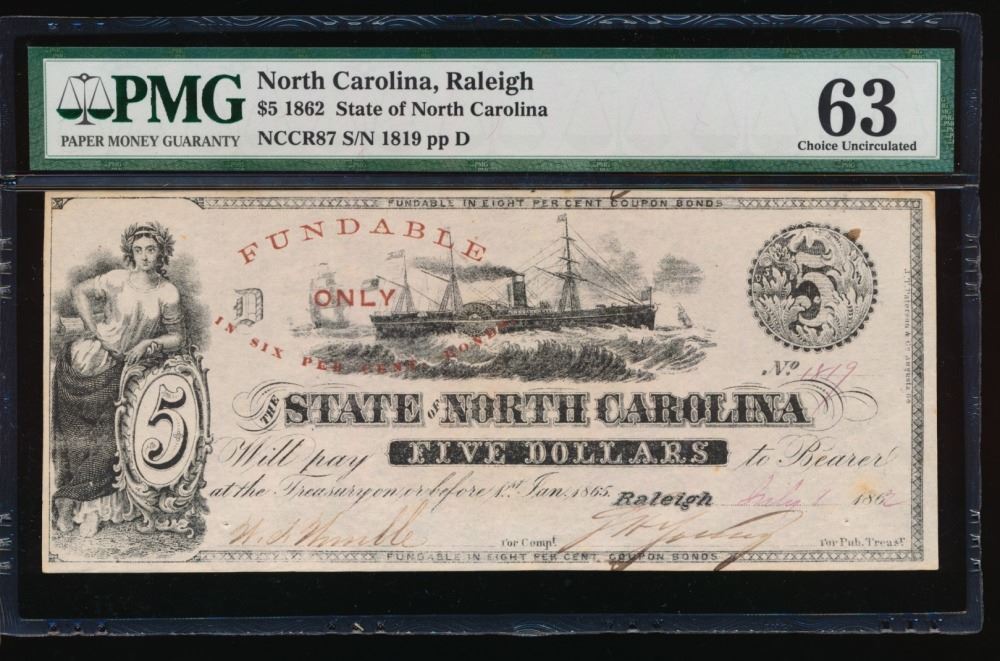 PMG
PAPER MONEY GUARANTY
North Carolina, Raleigh
$5 1862 State of North Carolina
NCCR87 S/N 1819 pp D
63
Choice Uncirculated
FUNDABLE IN EIGHT PER CENT COUPON BONDS
FUNDABLE
D
ONLY
IN SIX PER CENT BONDS
5
No 1819
THE STATE OF NORTH CAROLINA
5
Will pay FIVE DOLLARS to Bearer
at the Treasury on, or before 1st Jan, 1865. Raleigh July 1 1862
for Compt
for Pub. Treasr
FUNDABLE IN EIGHT PER CENT. COUPON BONDS